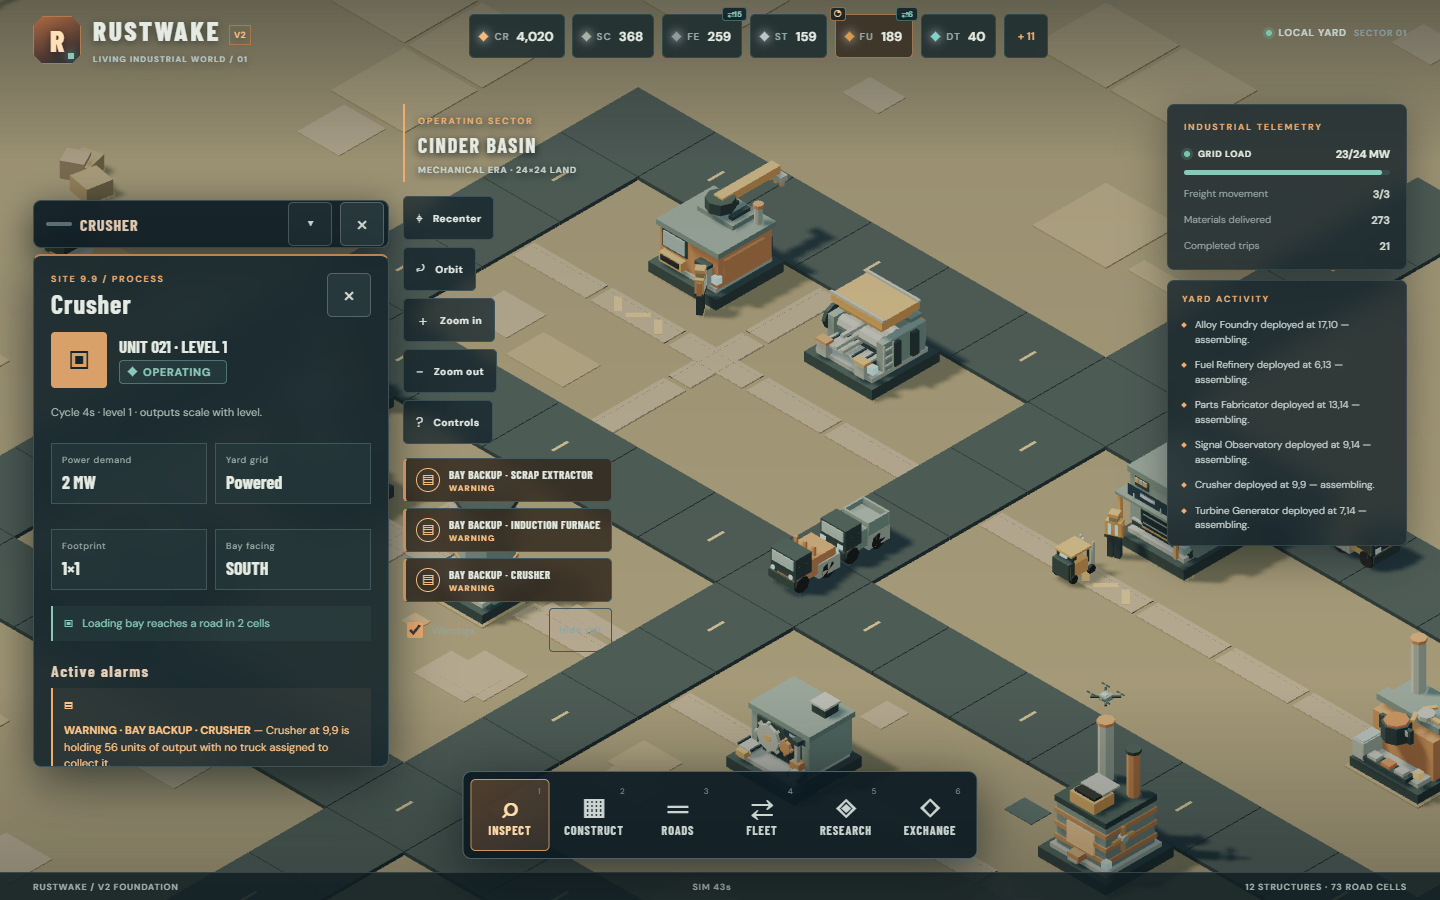 R
RUSTWAKE V2
LIVING INDUSTRIAL WORLD / 01
CR 4,020
SC 368
FE 259
⇄15
ST 159
FU 189
⇄6
DT 40
+ 11
LOCAL YARD SECTOR 01
OPERATING SECTOR
CINDER BASIN
MECHANICAL ERA · 24×24 LAND
Recenter
Orbit
+ Zoom in
− Zoom out
? Controls
CRUSHER
SITE 9.9 / PROCESS
Crusher
UNIT 021 · LEVEL 1
OPERATING
Cycle 4s · level 1 · outputs scale with level.
Power demand
2 MW
Yard grid
Powered
Footprint
1×1
Bay facing
SOUTH
Loading bay reaches a road in 2 cells
Active alarms
WARNING · BAY BACKUP · CRUSHER — Crusher at 9,9 is
holding 56 units of output with no truck assigned to
collect it.
BAY BACKUP · SCRAP EXTRACTOR
WARNING
BAY BACKUP · INDUCTION FURNACE
WARNING
BAY BACKUP · CRUSHER
WARNING
INDUSTRIAL TELEMETRY
GRID LOAD 23/24 MW
Freight movement 3/3
Materials delivered 273
Completed trips 21
YARD ACTIVITY
Alloy Foundry deployed at 17,10 —
assembling.
Fuel Refinery deployed at 6,13 —
assembling.
Parts Fabricator deployed at 13,14 —
assembling.
Signal Observatory deployed at 9,14 —
assembling.
Crusher deployed at 9,9 — assembling.
Turbine Generator deployed at 7,14 —
assembling.
1
INSPECT
2
CONSTRUCT
3
ROADS
4
FLEET
5
RESEARCH
6
EXCHANGE
RUSTWAKE / V2 FOUNDATION
SIM 43s
12 STRUCTURES · 73 ROAD CELLS